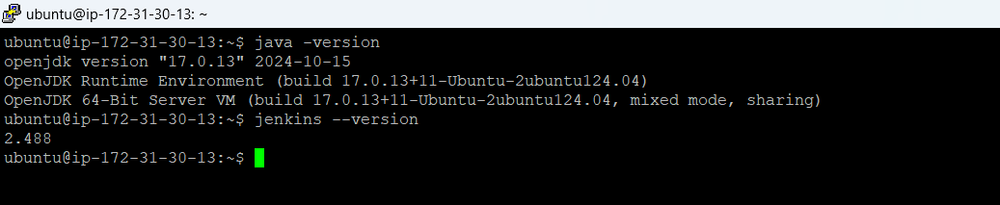 ubuntu@ip-172-31-30-13: ~
ubuntu@ip-172-31-30-13:~$ java -version
openjdk version "17.0.13" 2024-10-15
OpenJDK Runtime Environment (build 17.0.13+11-Ubuntu-2ubuntu124.04)
OpenJDK 64-Bit Server VM (build 17.0.13+11-Ubuntu-2ubuntu124.04, mixed mode, sharing)
ubuntu@ip-172-31-30-13:~$ jenkins --version
2.488
ubuntu@ip-172-31-30-13:~$